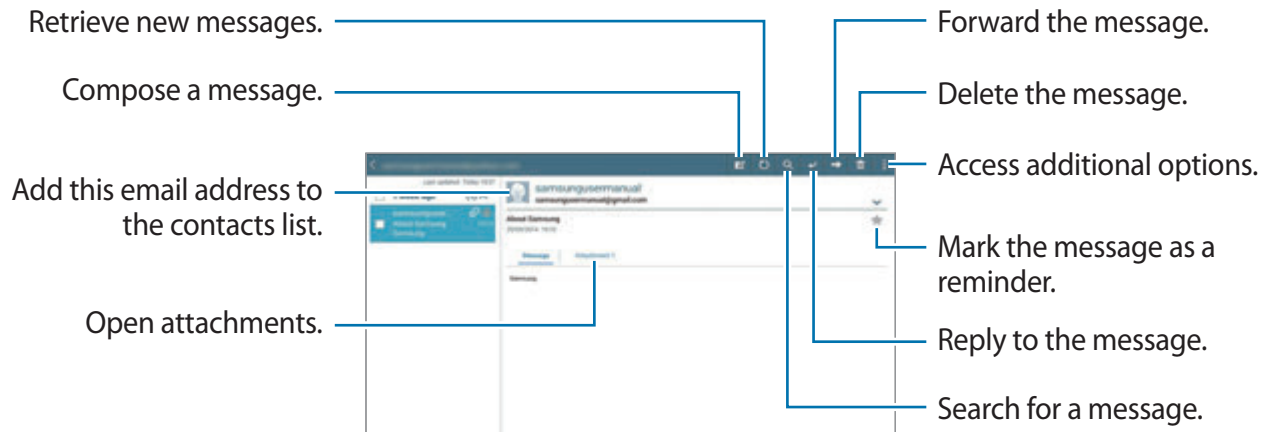 Retrieve new messages.
Compose a message.
Add this email address to
the contacts list.
Open attachments.
Forward the message.
Delete the message.
Access additional options.
Mark the message as a
reminder.
Reply to the message.
Search for a message.
samsungusermanual
samsungusermanual@gmail.com
About Samsung
Message
Attachment 1
Samsung